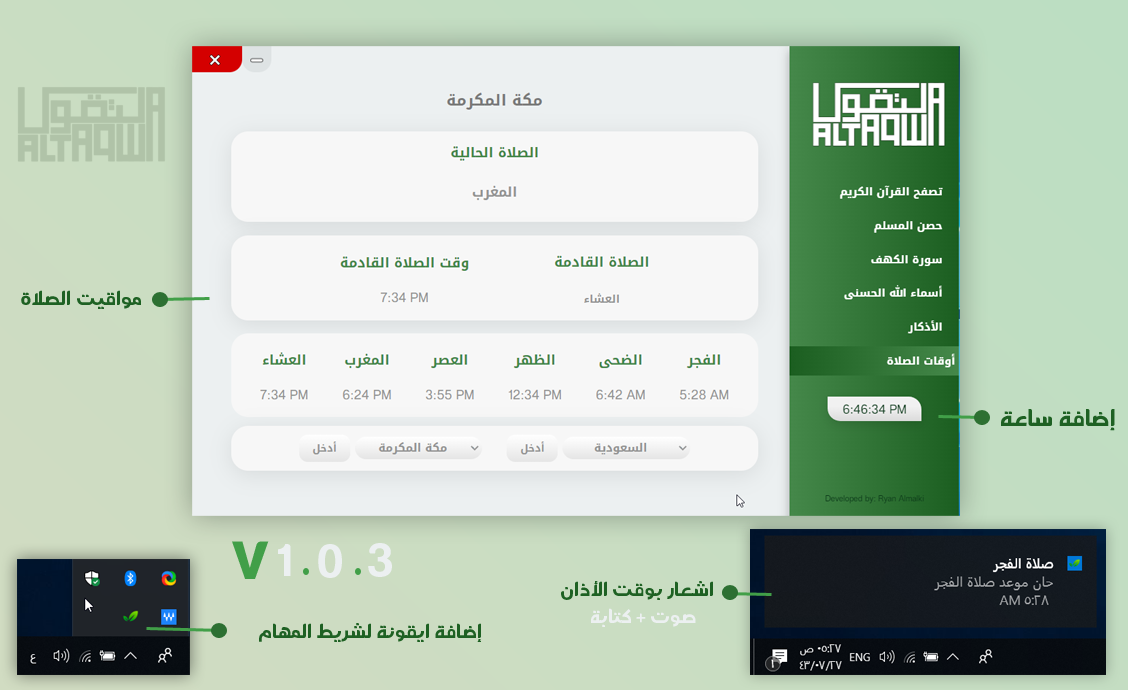 التقوى
ALTAQWA
مكة المكرمة
الصلاة الحالية
المغرب
الصلاة القادمة وقت الصلاة القادمة
العشاء 7:34 PM
الفجر الضحى الظهر العصر المغرب العشاء
5:28 AM 6:42 AM 12:34 PM 3:55 PM 6:24 PM 7:34 PM
السعودية أدخل مكة المكرمة أدخل
التقوى
ALTAQWA
تصفح القرآن الكريم
حصن المسلم
سورة الكهف
أسماء الله الحسنى
الأذكار
أوقات الصلاة
6:46:34 PM
Developed by: Ryan Almalki
مواقيت الصلاة
إضافة ساعة
V1.0.3
اشعار بوقت الأذان
صوت + كتابة
صلاة الفجر
حان موعد صلاة الفجر
٥:٢٨ AM
ENG ٠٥:٢٧ ص
٤٣/٠٧/٢٧
١
إضافة ايقونة لشريط المهام
ع